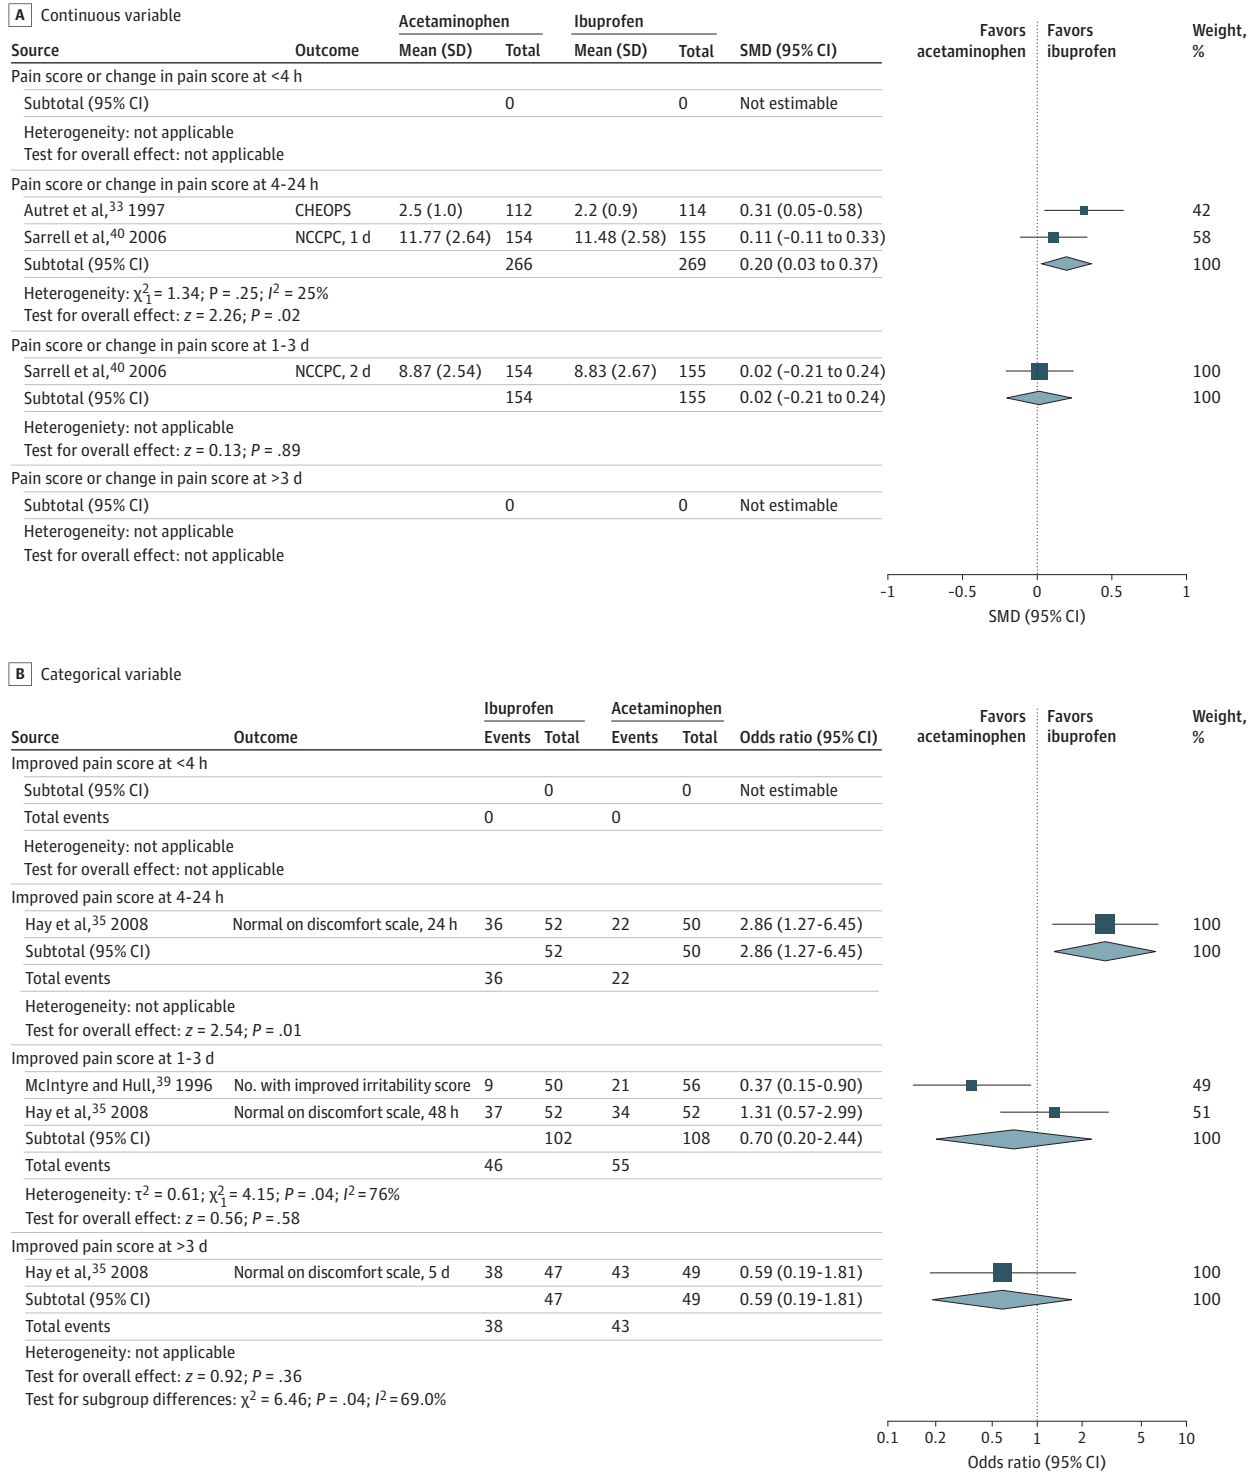 A Continuous variable
Acetaminophen Ibuprofen Favors Favors Weight,
Source Outcome Mean (SD) Total Mean (SD) Total SMD (95% CI) acetaminophen ibuprofen %
Pain score or change in pain score at <4 h
Subtotal (95% CI) 0 0 Not estimable
Heterogeneity: not applicable
Test for overall effect: not applicable
Pain score or change in pain score at 4-24 h
Autret et al,33 1997 CHEOPS 2.5 (1.0) 112 2.2 (0.9) 114 0.31 (0.05-0.58) 42
Sarrell et al,40 2006 NCCPC, 1 d 11.77 (2.64) 154 11.48 (2.58) 155 0.11 (-0.11 to 0.33) 58
Subtotal (95% CI) 266 269 0.20 (0.03 to 0.37) 100
Heterogeneity: χ²₁ = 1.34; P = .25; I² = 25%
Test for overall effect: z = 2.26; P = .02
Pain score or change in pain score at 1-3 d
Sarrell et al,40 2006 NCCPC, 2 d 8.87 (2.54) 154 8.83 (2.67) 155 0.02 (-0.21 to 0.24) 100
Subtotal (95% CI) 154 155 0.02 (-0.21 to 0.24) 100
Heterogeniety: not applicable
Test for overall effect: z = 0.13; P = .89
Pain score or change in pain score at >3 d
Subtotal (95% CI) 0 0 Not estimable
Heterogeneity: not applicable
Test for overall effect: not applicable
-1 -0.5 0 0.5 1
SMD (95% CI)
B Categorical variable
Ibuprofen Acetaminophen Favors Favors Weight,
Source Outcome Events Total Events Total Odds ratio (95% CI) acetaminophen ibuprofen %
Improved pain score at <4 h
Subtotal (95% CI) 0 0 Not estimable
Total events 0 0
Heterogeneity: not applicable
Test for overall effect: not applicable
Improved pain score at 4-24 h
Hay et al,35 2008 Normal on discomfort scale, 24 h 36 52 22 50 2.86 (1.27-6.45) 100
Subtotal (95% CI) 52 50 2.86 (1.27-6.45) 100
Total events 36 22
Heterogeneity: not applicable
Test for overall effect: z = 2.54; P = .01
Improved pain score at 1-3 d
McIntyre and Hull,39 1996 No. with improved irritability score 9 50 21 56 0.37 (0.15-0.90) 49
Hay et al,35 2008 Normal on discomfort scale, 48 h 37 52 34 52 1.31 (0.57-2.99) 51
Subtotal (95% CI) 102 108 0.70 (0.20-2.44) 100
Total events 46 55
Heterogeneity: τ² = 0.61; χ²₁ = 4.15; P = .04; I² = 76%
Test for overall effect: z = 0.56; P = .58
Improved pain score at >3 d
Hay et al,35 2008 Normal on discomfort scale, 5 d 38 47 43 49 0.59 (0.19-1.81) 100
Subtotal (95% CI) 47 49 0.59 (0.19-1.81) 100
Total events 38 43
Heterogeneity: not applicable
Test for overall effect: z = 0.92; P = .36
Test for subgroup differences: χ² = 6.46; P = .04; I² = 69.0%
0.1 0.2 0.5 1 2 5 10
Odds ratio (95% CI)